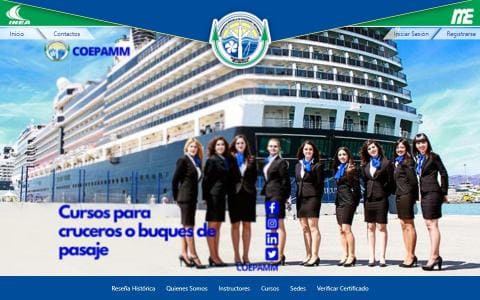 INEA
Inicio
Contactos
Iniciar Sesión
Registrarse
COEPAMM
Cursos para
cruceros o buques de
pasaje
COEPAMM
Reseña Histórica
Quienes Somos
Instructores
Cursos
Sedes
Verificar Certificado